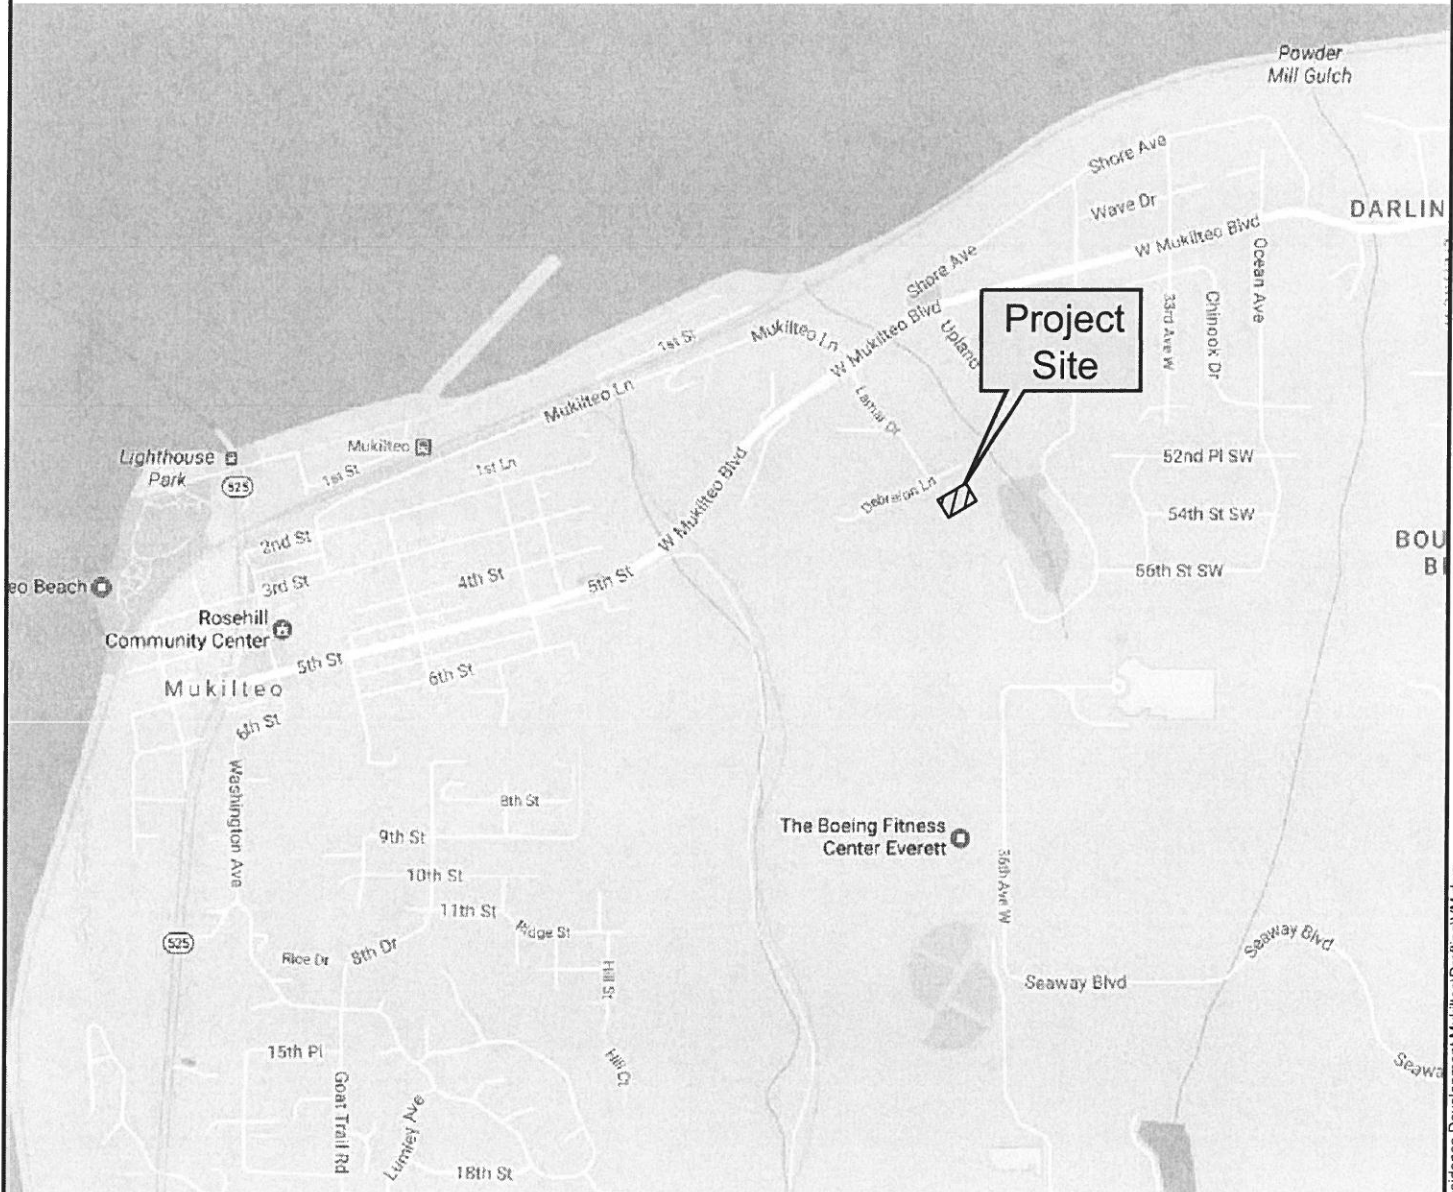 Powder
Mill Gulch
Shore Ave
Wave Dr
DARLIN
W Mukilteo Blvd
Ocean Ave
Shore Ave
33rd Ave W
Chinook Dr
Project
Site
Upland
W Mukilteo Blvd
Mukilteo Ln
1st St
Lamar Ct
Mukilteo Ln
Mukilteo
Lighthouse
Park
525
1st St
1st Ln
W Mukilteo Blvd
52nd Pl SW
Debralon Ln
54th St SW
2nd St
BOU
BI
56th St SW
eo Beach
3rd St
4th St
5th St
Rosehill
Community Center
5th St
6th St
Mukilteo
6th St
Washington Ave
8th St
9th St
The Boeing Fitness
Center Everett
10th St
36th Ave W
11th St
Ridge St
525
Rice Dr
8th Dr
Seaway Blvd
Hill St
Seaway Blvd
15th Pl
Hill Ct
Seawa
Goat Trail Rd
Lumley Ave
18th St